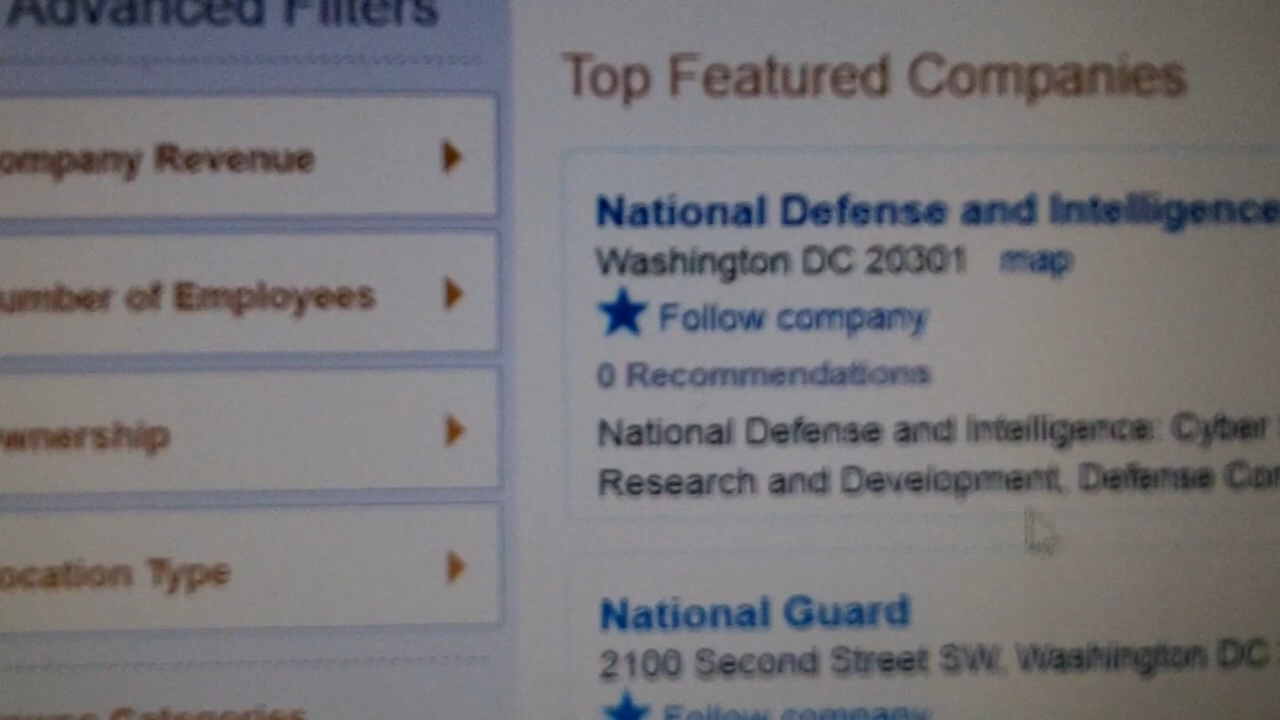 Advanced Filters
ompany Revenue
umber of Employees
wnership
ocation Type
Categories
Top Featured Companies
National Defense and Intelligence
Washington DC 20301 map
Follow company
0 Recommendations
National Defense and Intelligence: Cyber
Research and Development, Defense Con
National Guard
2100 Second Street SW, Washington DC
Follow company